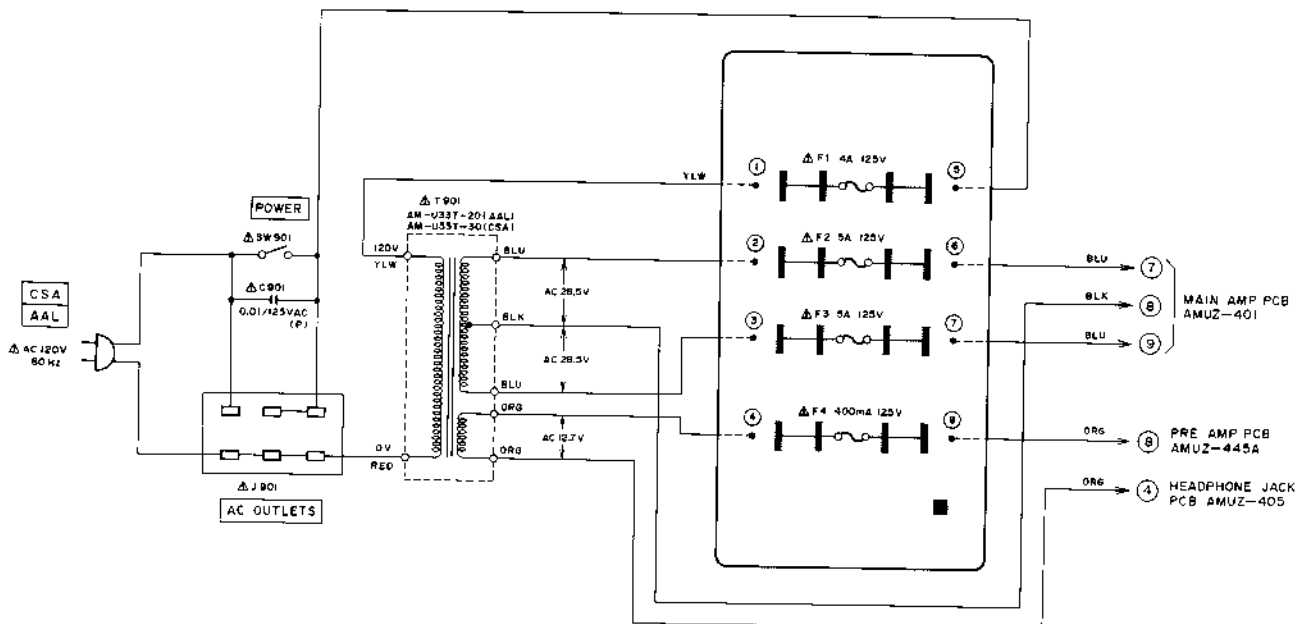 POWER
⚠ SW901
⚠ C901
0.01/125VAC
(P)
CSA
AAL
⚠ AC120V
60Hz
⚠ J901
AC OUTLETS
⚠ T901
AM-U33T-20(AAL)
AM-U33T-30(CSA)
120V
YLW
0V
RED
YLW
BLU
AC 28.5V
BLK
AC 28.5V
BLU
ORG
AC 12.7V
ORG
1
⚠ F1 4A 125V
5
2
⚠ F2 5A 125V
6
3
⚠ F3 5A 125V
7
4
⚠ F4 400mA 125V
BLU
7
BLK
8
BLU
9
MAIN AMP PCB
AMUZ-401
ORG
8
PRE AMP PCB
AMUZ-445A
ORG
4
HEADPHONE JACK
PCB AMUZ-405